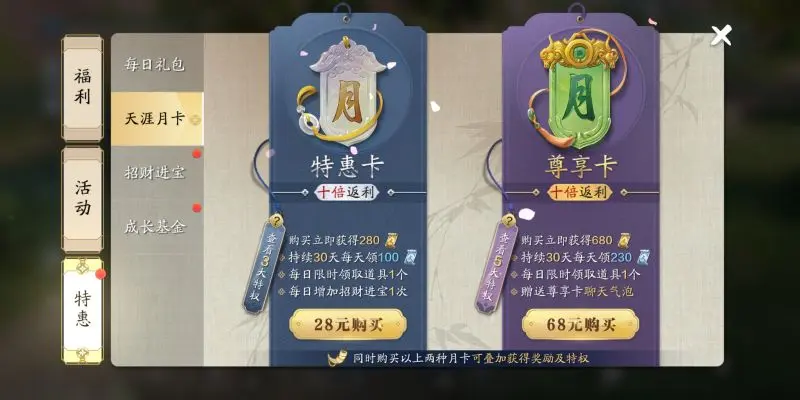 福利
活动
特惠
每日礼包
天涯月卡
招财进宝
成长基金
月
特惠卡
十倍返利
?
查看3大特权
购买立即获得280
持续30天每天领100
每日限时领取道具1个
每日增加招财进宝1次
28元购买
月
尊享卡
十倍返利
?
查看5大特权
购买立即获得680
持续30天每天领230
每日限时领取道具1个
赠送尊享卡聊天气泡
68元购买
同时购买以上两种月卡可叠加获得奖励及特权